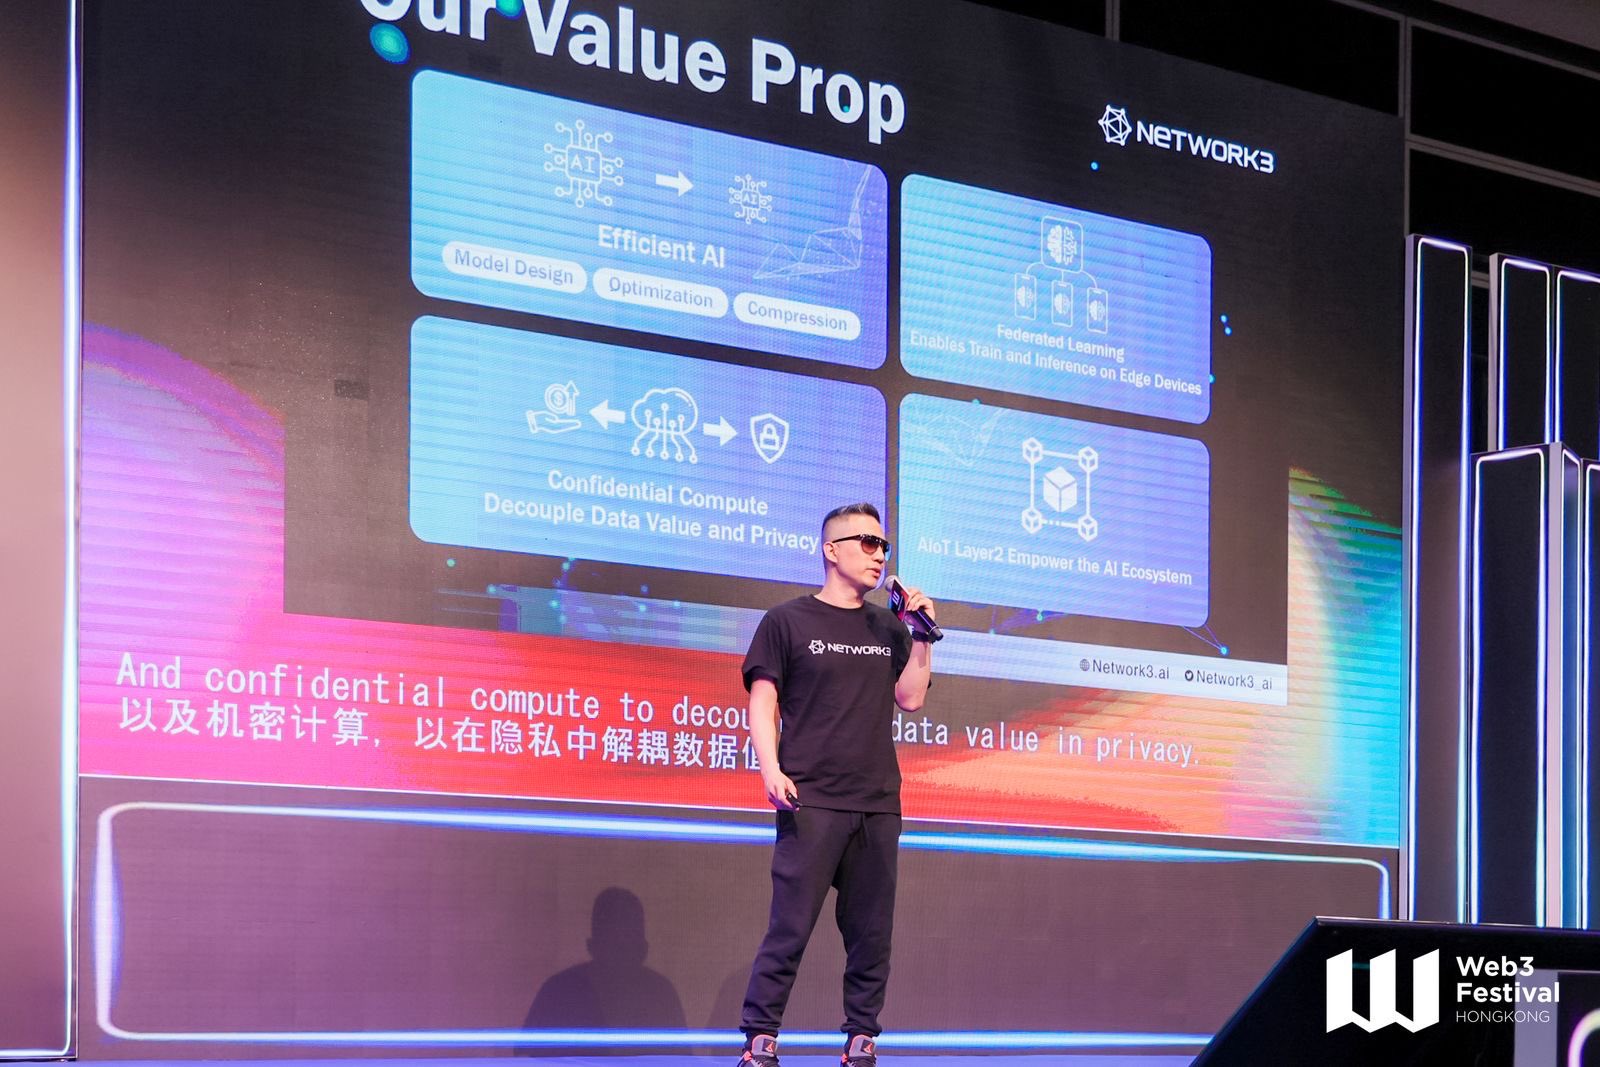 Our Value Prop
NETWORK3
AI
AI
Efficient AI
Model Design
Optimization
Compression
Federated Learning
Enables Train and Inference on Edge Devices
$
Confidential Compute
Decouple Data Value and Privacy
AIoT Layer2 Empower the AI Ecosystem
NETWORK3
Network3.ai
Network3_ai
And confidential compute to data value in privacy.
以及机密计算, 以在隐私中解耦数据
Web3
Festival
HONGKONG